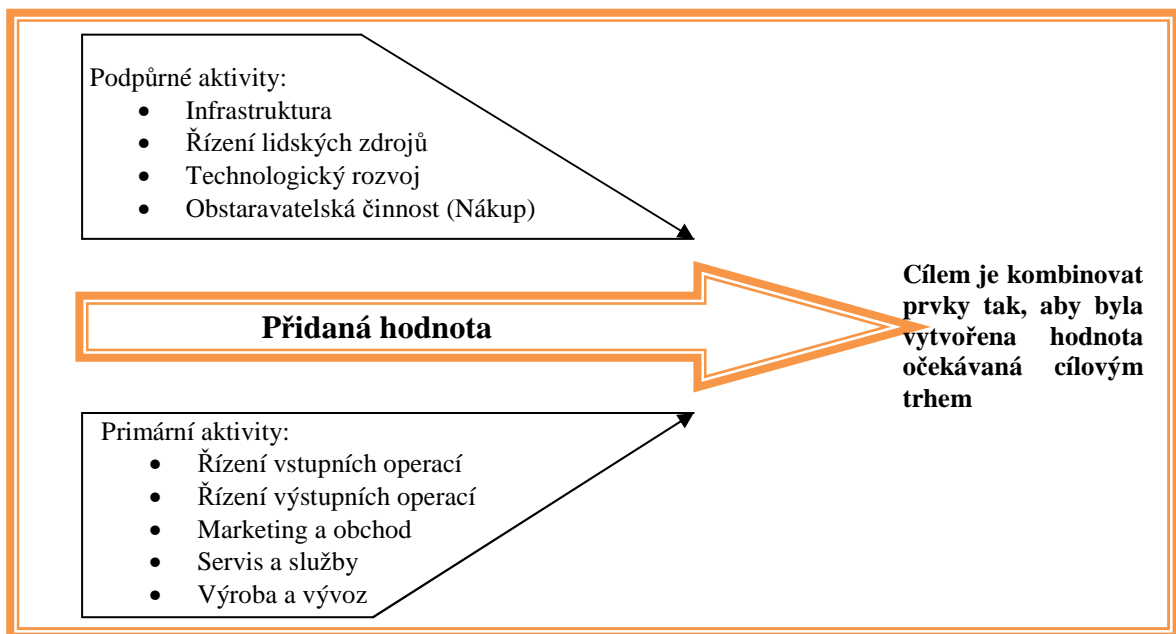 Podpůrné aktivity:
• Infrastruktura
• Řízení lidských zdrojů
• Technologický rozvoj
• Obstaravatelská činnost (Nákup)
Přidaná hodnota
Cílem je kombinovat
prvky tak, aby byla
vytvořena hodnota
očekávaná cílovým
trhem
Primární aktivity:
• Řízení vstupních operací
• Řízení výstupních operací
• Marketing a obchod
• Servis a služby
• Výroba a vývoz